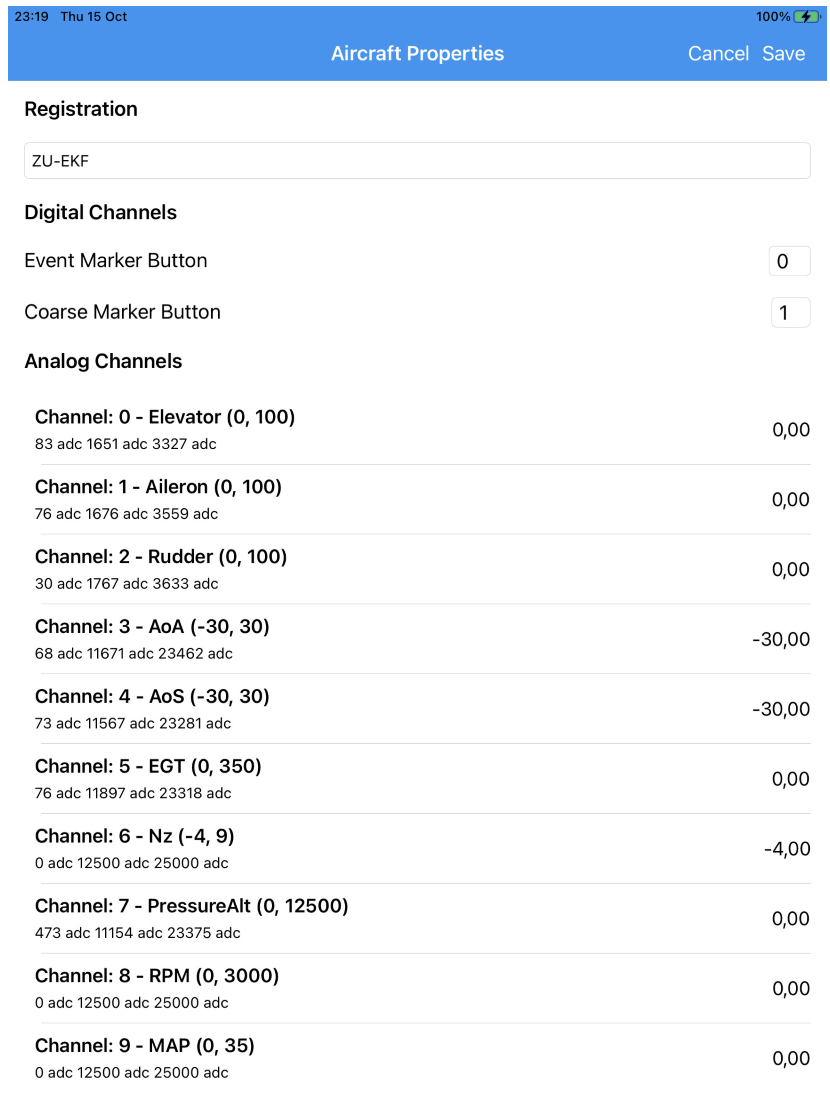 23:19 Thu 15 Oct 100%
Aircraft Properties Cancel Save
Registration
ZU-EKF
Digital Channels
Event Marker Button 0
Coarse Marker Button 1
Analog Channels
Channel: 0 - Elevator (0, 100)
83 adc 1651 adc 3327 adc
0,00
Channel: 1 - Aileron (0, 100)
76 adc 1676 adc 3559 adc
0,00
Channel: 2 - Rudder (0, 100)
30 adc 1767 adc 3633 adc
0,00
Channel: 3 - AoA (-30, 30)
68 adc 11671 adc 23462 adc
-30,00
Channel: 4 - AoS (-30, 30)
73 adc 11567 adc 23281 adc
-30,00
Channel: 5 - EGT (0, 350)
76 adc 11897 adc 23318 adc
0,00
Channel: 6 - Nz (-4, 9)
0 adc 12500 adc 25000 adc
-4,00
Channel: 7 - PressureAlt (0, 12500)
473 adc 11154 adc 23375 adc
0,00
Channel: 8 - RPM (0, 3000)
0 adc 12500 adc 25000 adc
0,00
Channel: 9 - MAP (0, 35)
0 adc 12500 adc 25000 adc
0,00